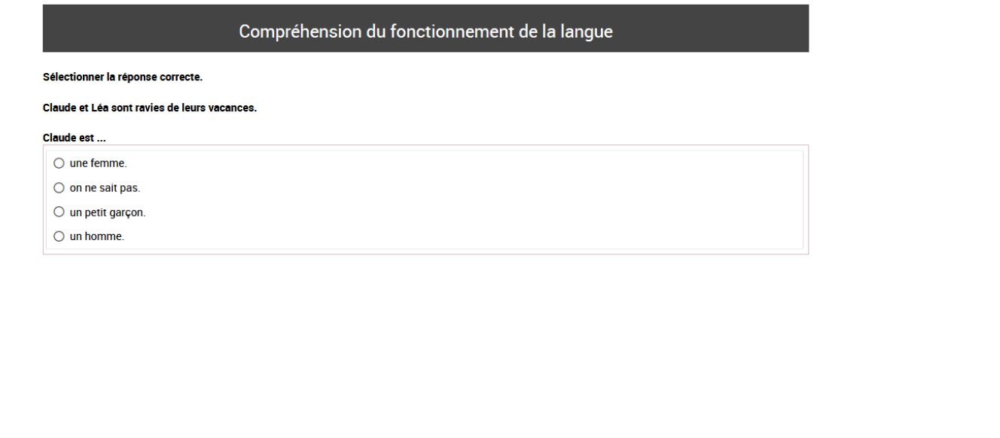 Compréhension du fonctionnement de la langue
Sélectionner la réponse correcte.
Claude et Léa sont ravies de leurs vacances.
Claude est ...
une femme.
on ne sait pas.
un petit garçon.
un homme.